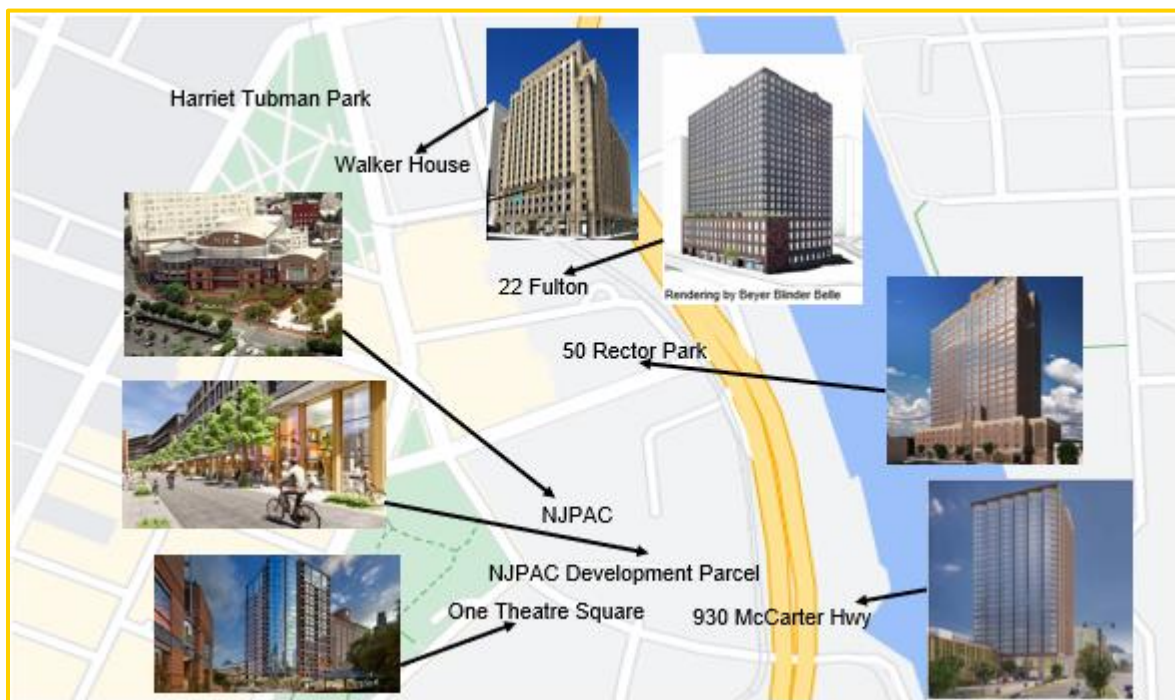 Harriet Tubman Park
Walker House
22 Fulton
Rendering by Beyer Blinder Belle
50 Rector Park
NJPAC
NJPAC Development Parcel
One Theatre Square
930 McCarter Hwy